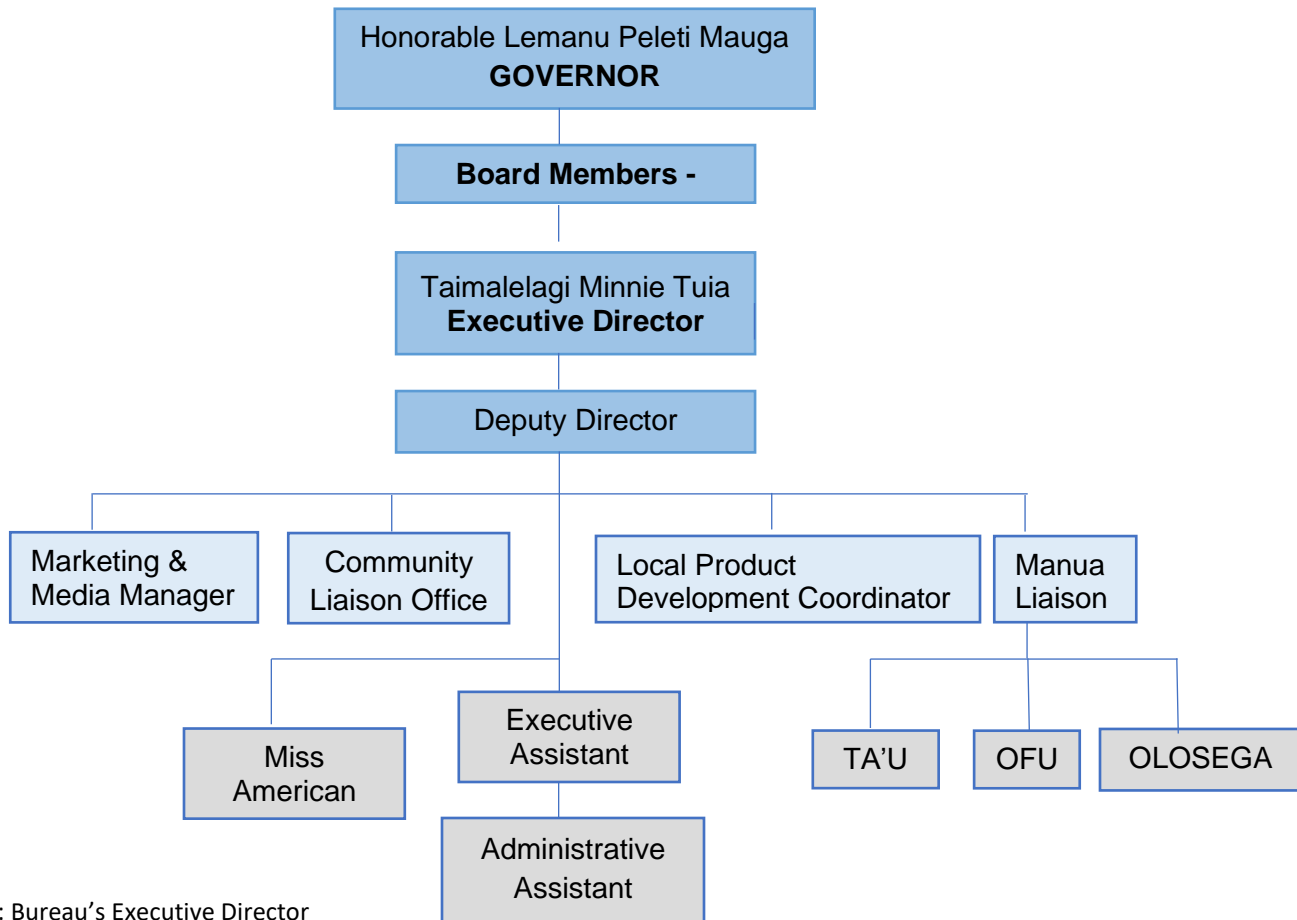 Honorable Lemanu Peleti Mauga
GOVERNOR
Board Members -
Taimalelagi Minnie Tuia
Executive Director
Deputy Director
Marketing &
Media Manager
Community
Liaison Office
Local Product
Development Coordinator
Manua
Liaison
Miss
American
Executive
Assistant
TA’U
OFU
OLOSEGA
Administrative
Assistant
: Bureau’s Executive Director